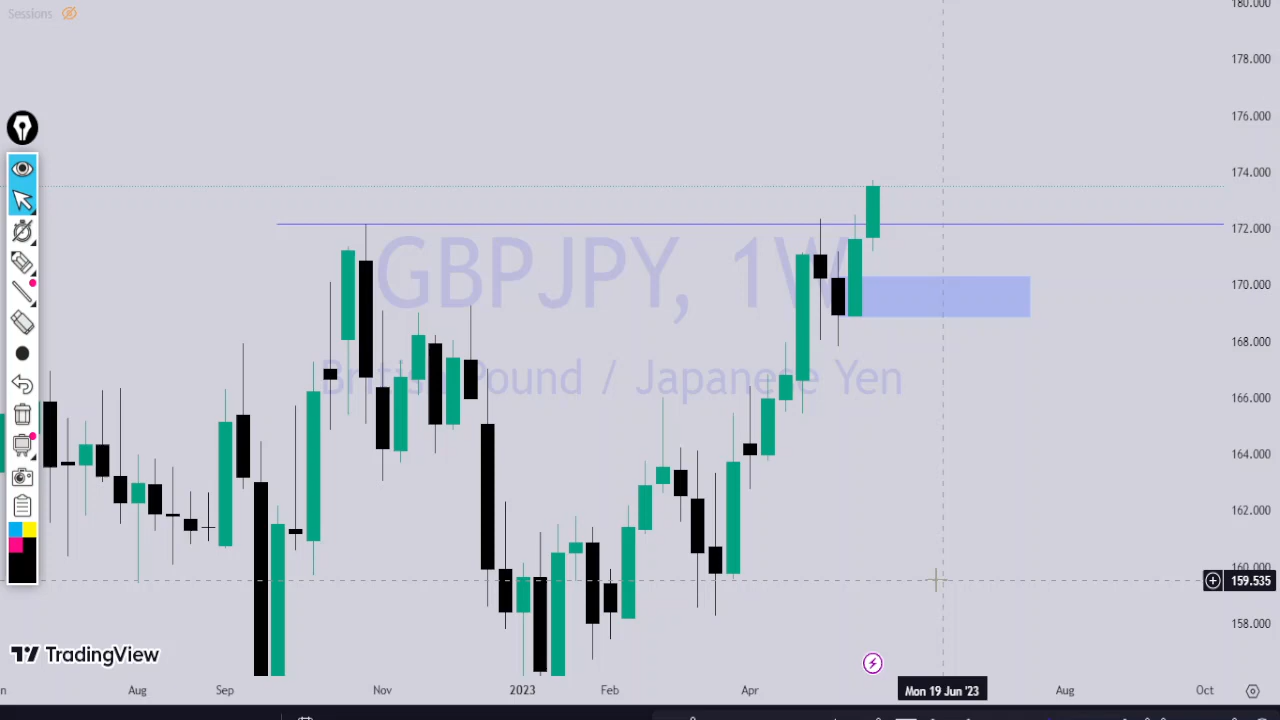 Sessions
180.000
178.000
176.000
174.000
172.000
170.000
168.000
166.000
164.000
162.000
160.000
159.535
158.000
GBPJPY, 1W
British Pound / Japanese Yen
TradingView
Aug
Sep
Nov
2023
Feb
Apr
Mon 19 Jun '23
Aug
Oct